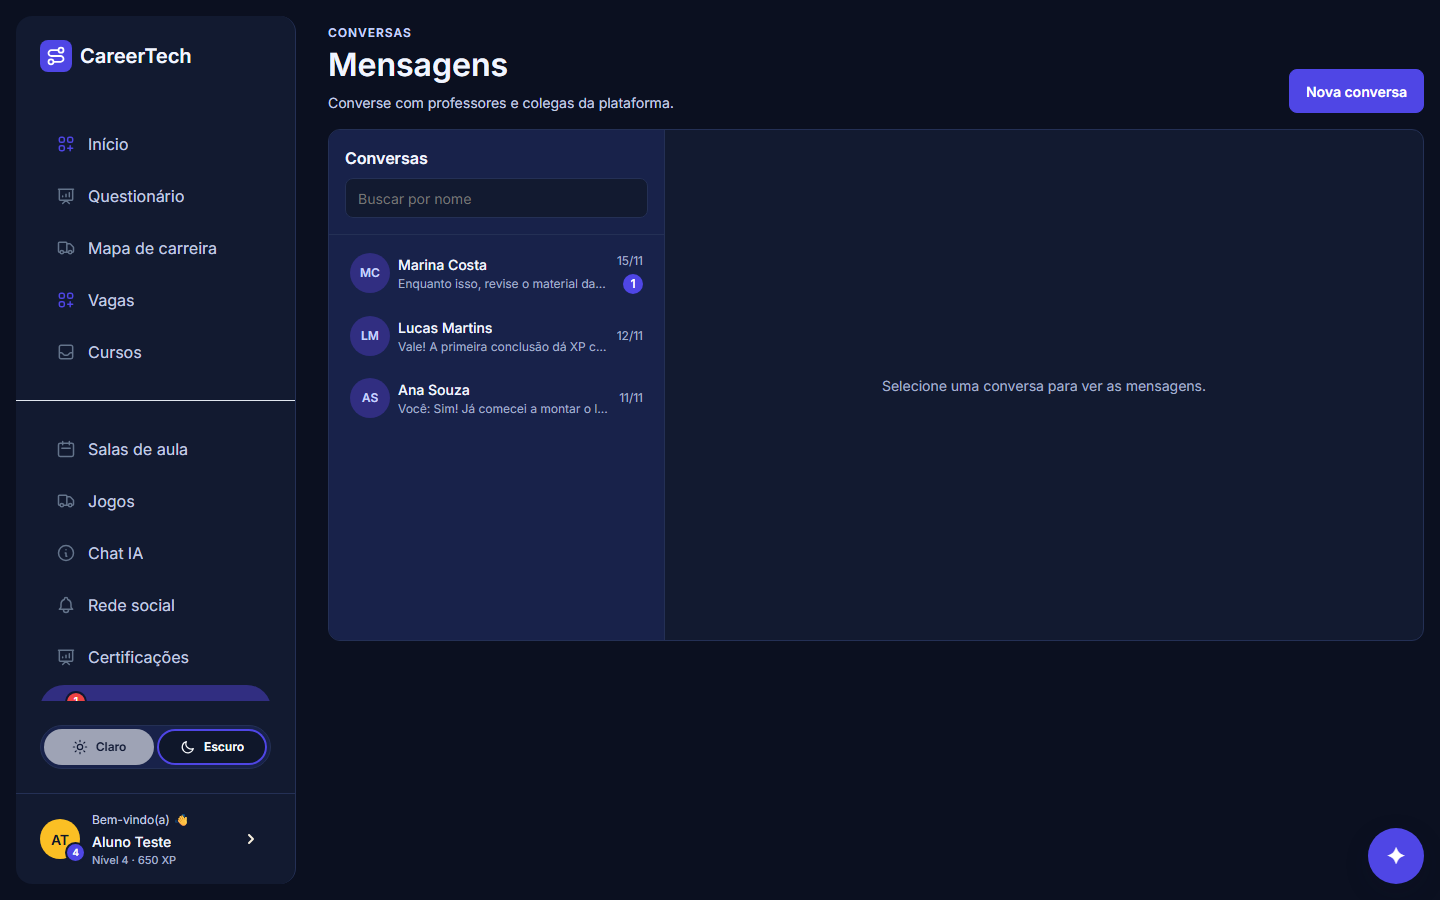 CareerTech
Início
Questionário
Mapa de carreira
Vagas
Cursos
Salas de aula
Jogos
Chat IA
Rede social
Certificações
Claro
Escuro
AT
4
Bem-vindo(a) 👋
Aluno Teste
Nível 4 · 650 XP
CONVERSAS
Mensagens
Converse com professores e colegas da plataforma.
Nova conversa
Conversas
Buscar por nome
MC
Marina Costa
15/11
Enquanto isso, revise o material da...
1
LM
Lucas Martins
12/11
Vale! A primeira conclusão dá XP c...
AS
Ana Souza
11/11
Você: Sim! Já comecei a montar o l...
Selecione uma conversa para ver as mensagens.